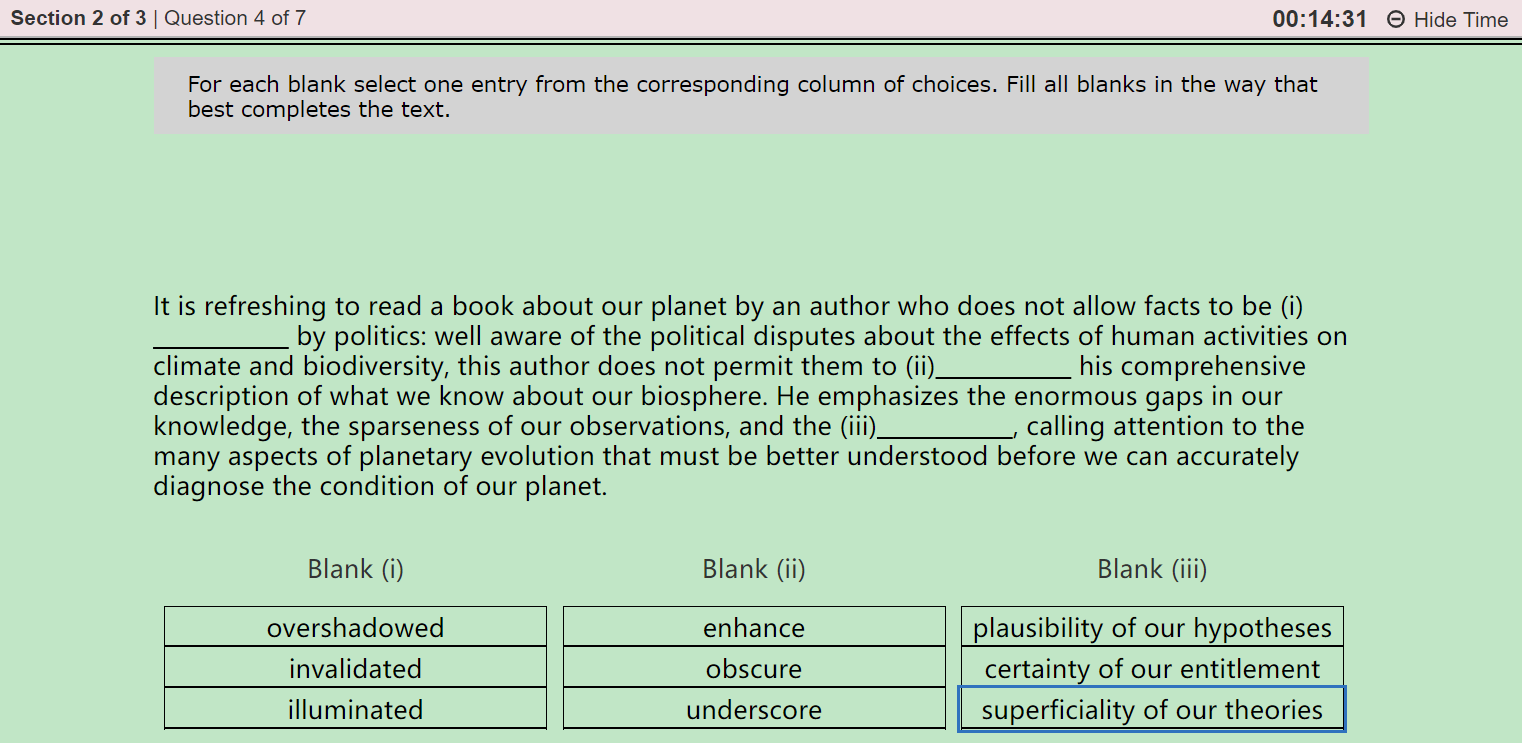 Section 2 of 3 | Question 4 of 7
00:14:31 Hide Time
For each blank select one entry from the corresponding column of choices. Fill all blanks in the way that
best completes the text.
It is refreshing to read a book about our planet by an author who does not allow facts to be (i)
__________ by politics: well aware of the political disputes about the effects of human activities on
climate and biodiversity, this author does not permit them to (ii)__________ his comprehensive
description of what we know about our biosphere. He emphasizes the enormous gaps in our
knowledge, the sparseness of our observations, and the (iii)__________, calling attention to the
many aspects of planetary evolution that must be better understood before we can accurately
diagnose the condition of our planet.
Blank (i) Blank (ii) Blank (iii)
overshadowed enhance plausibility of our hypotheses
invalidated obscure certainty of our entitlement
illuminated underscore superficiality of our theories